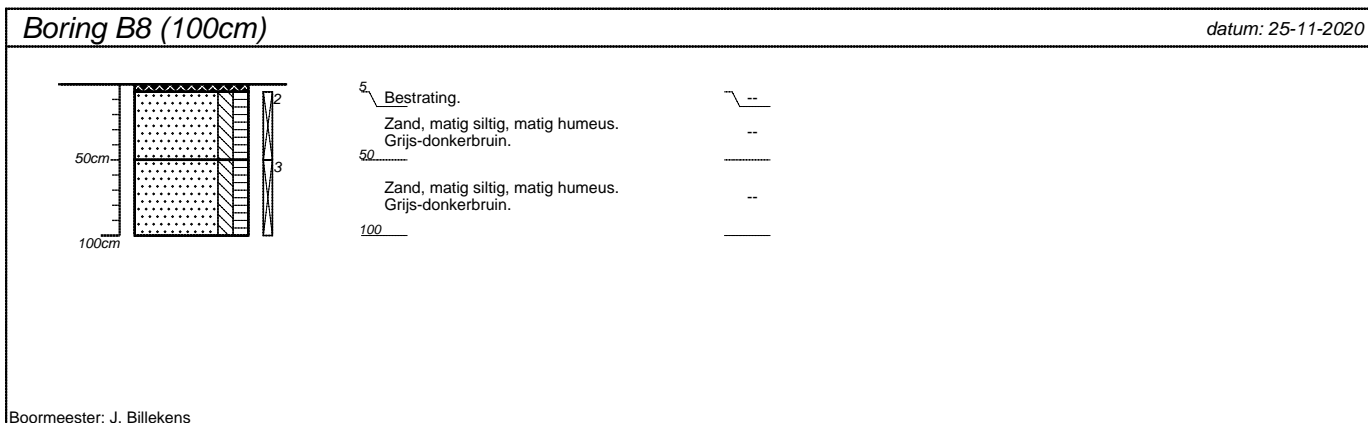 Boring B8 (100cm)
datum: 25-11-2020
5
Bestrating.
--
2
Zand, matig siltig, matig humeus.
Grijs-donkerbruin.
--
50cm
50
3
Zand, matig siltig, matig humeus.
Grijs-donkerbruin.
--
100
100cm
Boormeester: J. Billekens